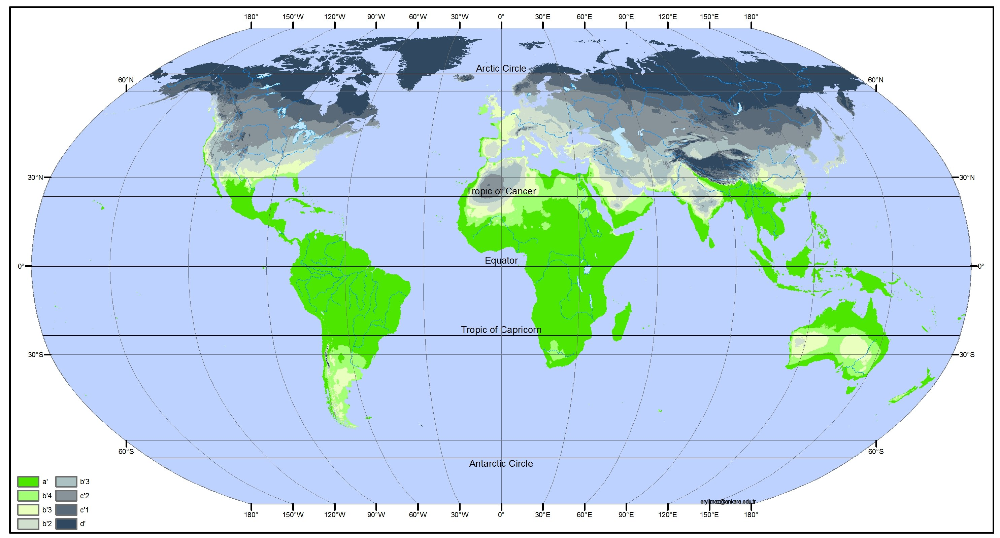 180° 150°W 120°W 90°W 60°W 30°W 0° 30°E 60°E 90°E 120°E 150°E 180°
Arctic Circle
60°N 60°N
30°N 30°N
Tropic of Cancer
Equator
0° 0°
Tropic of Capricorn
30°S 30°S
60°S 60°S
Antarctic Circle
a' b'3
b'4 c'2
b'3 c'1
b'2 d'
eryilmaz@ankara.edu.tr
180° 150°W 120°W 90°W 60°W 30°W 0° 30°E 60°E 90°E 120°E 150°E 180°